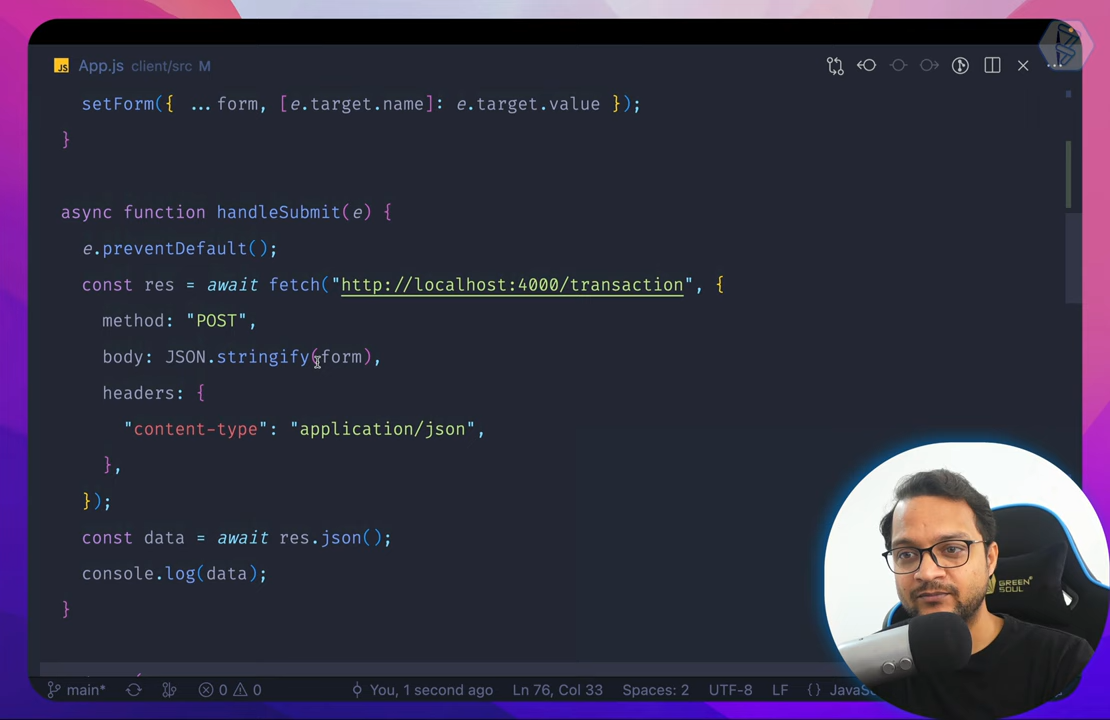 JS App.js client/src M
setForm({ ...form, [e.target.name]: e.target.value });
}
async function handleSubmit(e) {
e.preventDefault();
const res = await fetch("http://localhost:4000/transaction", {
method: "POST",
body: JSON.stringify(form),
headers: {
"content-type": "application/json",
},
});
const data = await res.json();
console.log(data);
}
main* 0 0 You, 1 second ago Ln 76, Col 33 Spaces: 2 UTF-8 LF {}
GREEN
SOUL